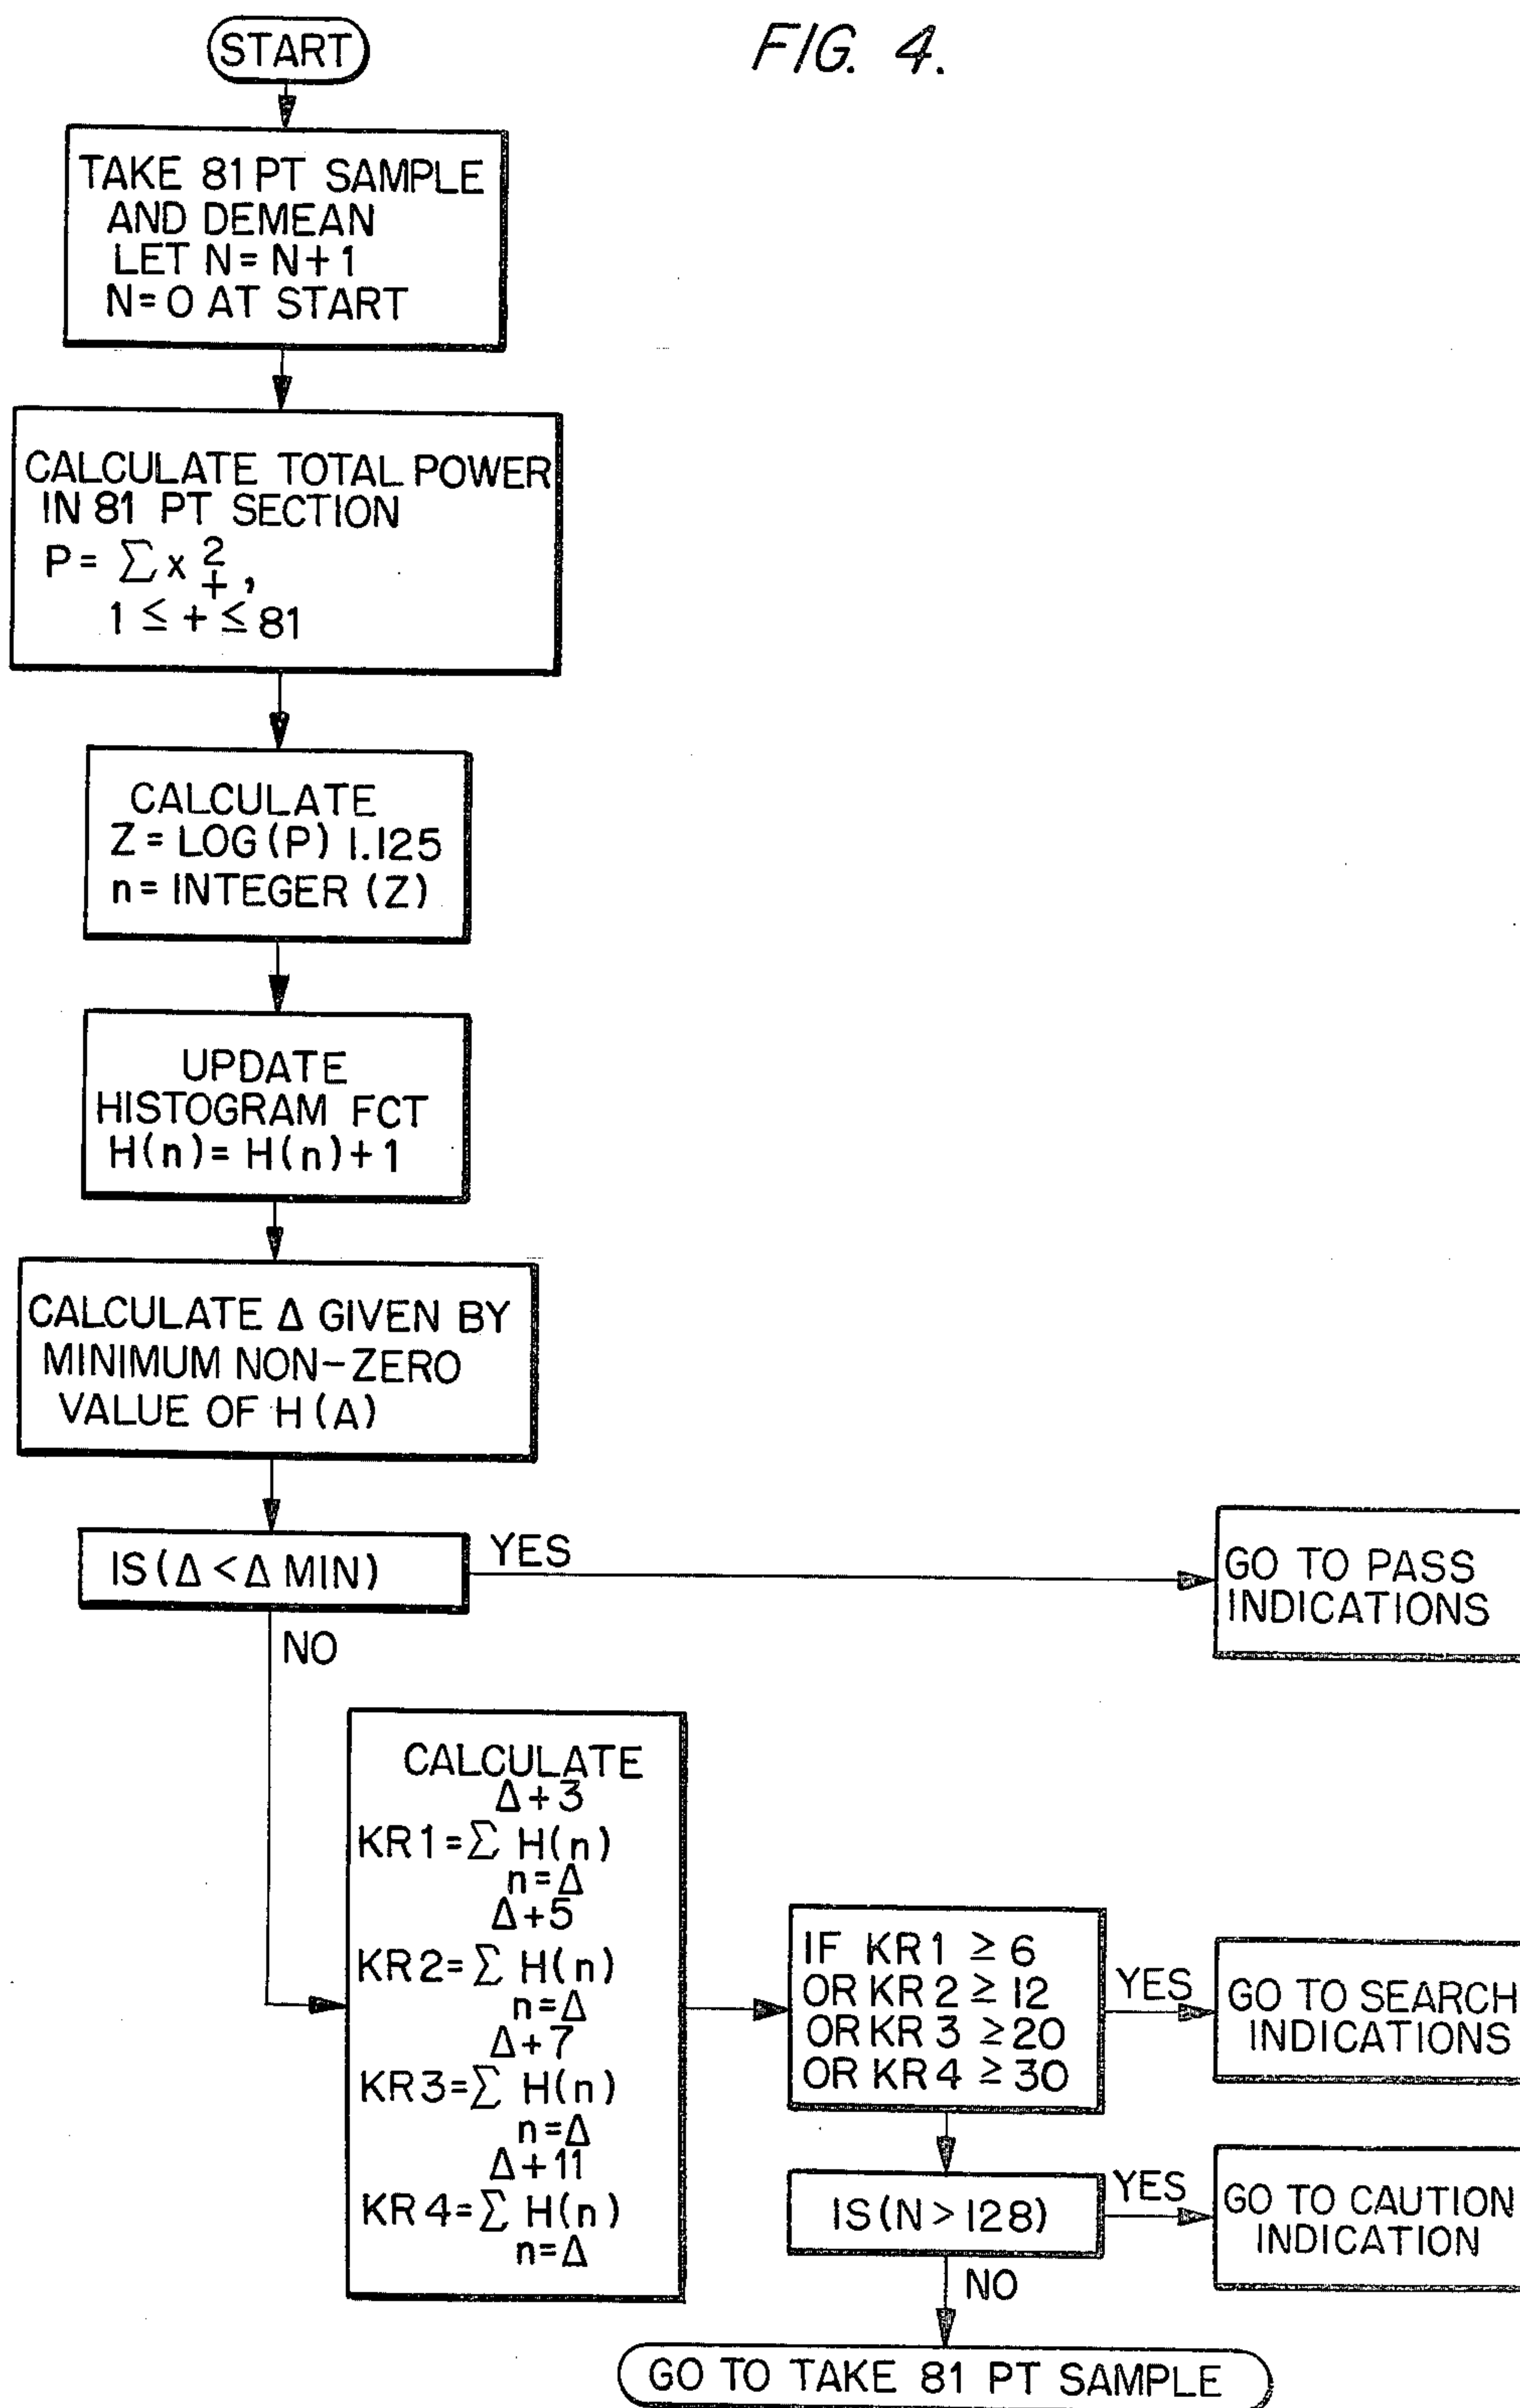 FIG. 4.
START
TAKE 81 PT SAMPLE
AND DEMEAN
LET N = N + 1
N = 0 AT START
CALCULATE TOTAL POWER
IN 81 PT SECTION
P = ∑ x 2 + ,
1 ≤ + ≤ 81
CALCULATE
Z = LOG (P) 1.125
n = INTEGER (Z)
UPDATE
HISTOGRAM FCT
H(n) = H(n) + 1
CALCULATE Δ GIVEN BY
MINIMUM NON-ZERO
VALUE OF H (A)
IS (Δ < Δ MIN)
YES
GO TO PASS
INDICATIONS
NO
CALCULATE
Δ + 3
KR1 = ∑ H(n)
n = Δ
Δ + 5
KR2 = ∑ H(n)
n = Δ
Δ + 7
KR3 = ∑ H(n)
n = Δ
Δ + 11
KR4 = ∑ H(n)
n = Δ
IF KR1 ≥ 6
OR KR2 ≥ 12
OR KR3 ≥ 20
OR KR4 ≥ 30
YES
GO TO SEARCH
INDICATIONS
IS (N > 128)
YES
GO TO CAUTION
INDICATION
NO
GO TO TAKE 81 PT SAMPLE